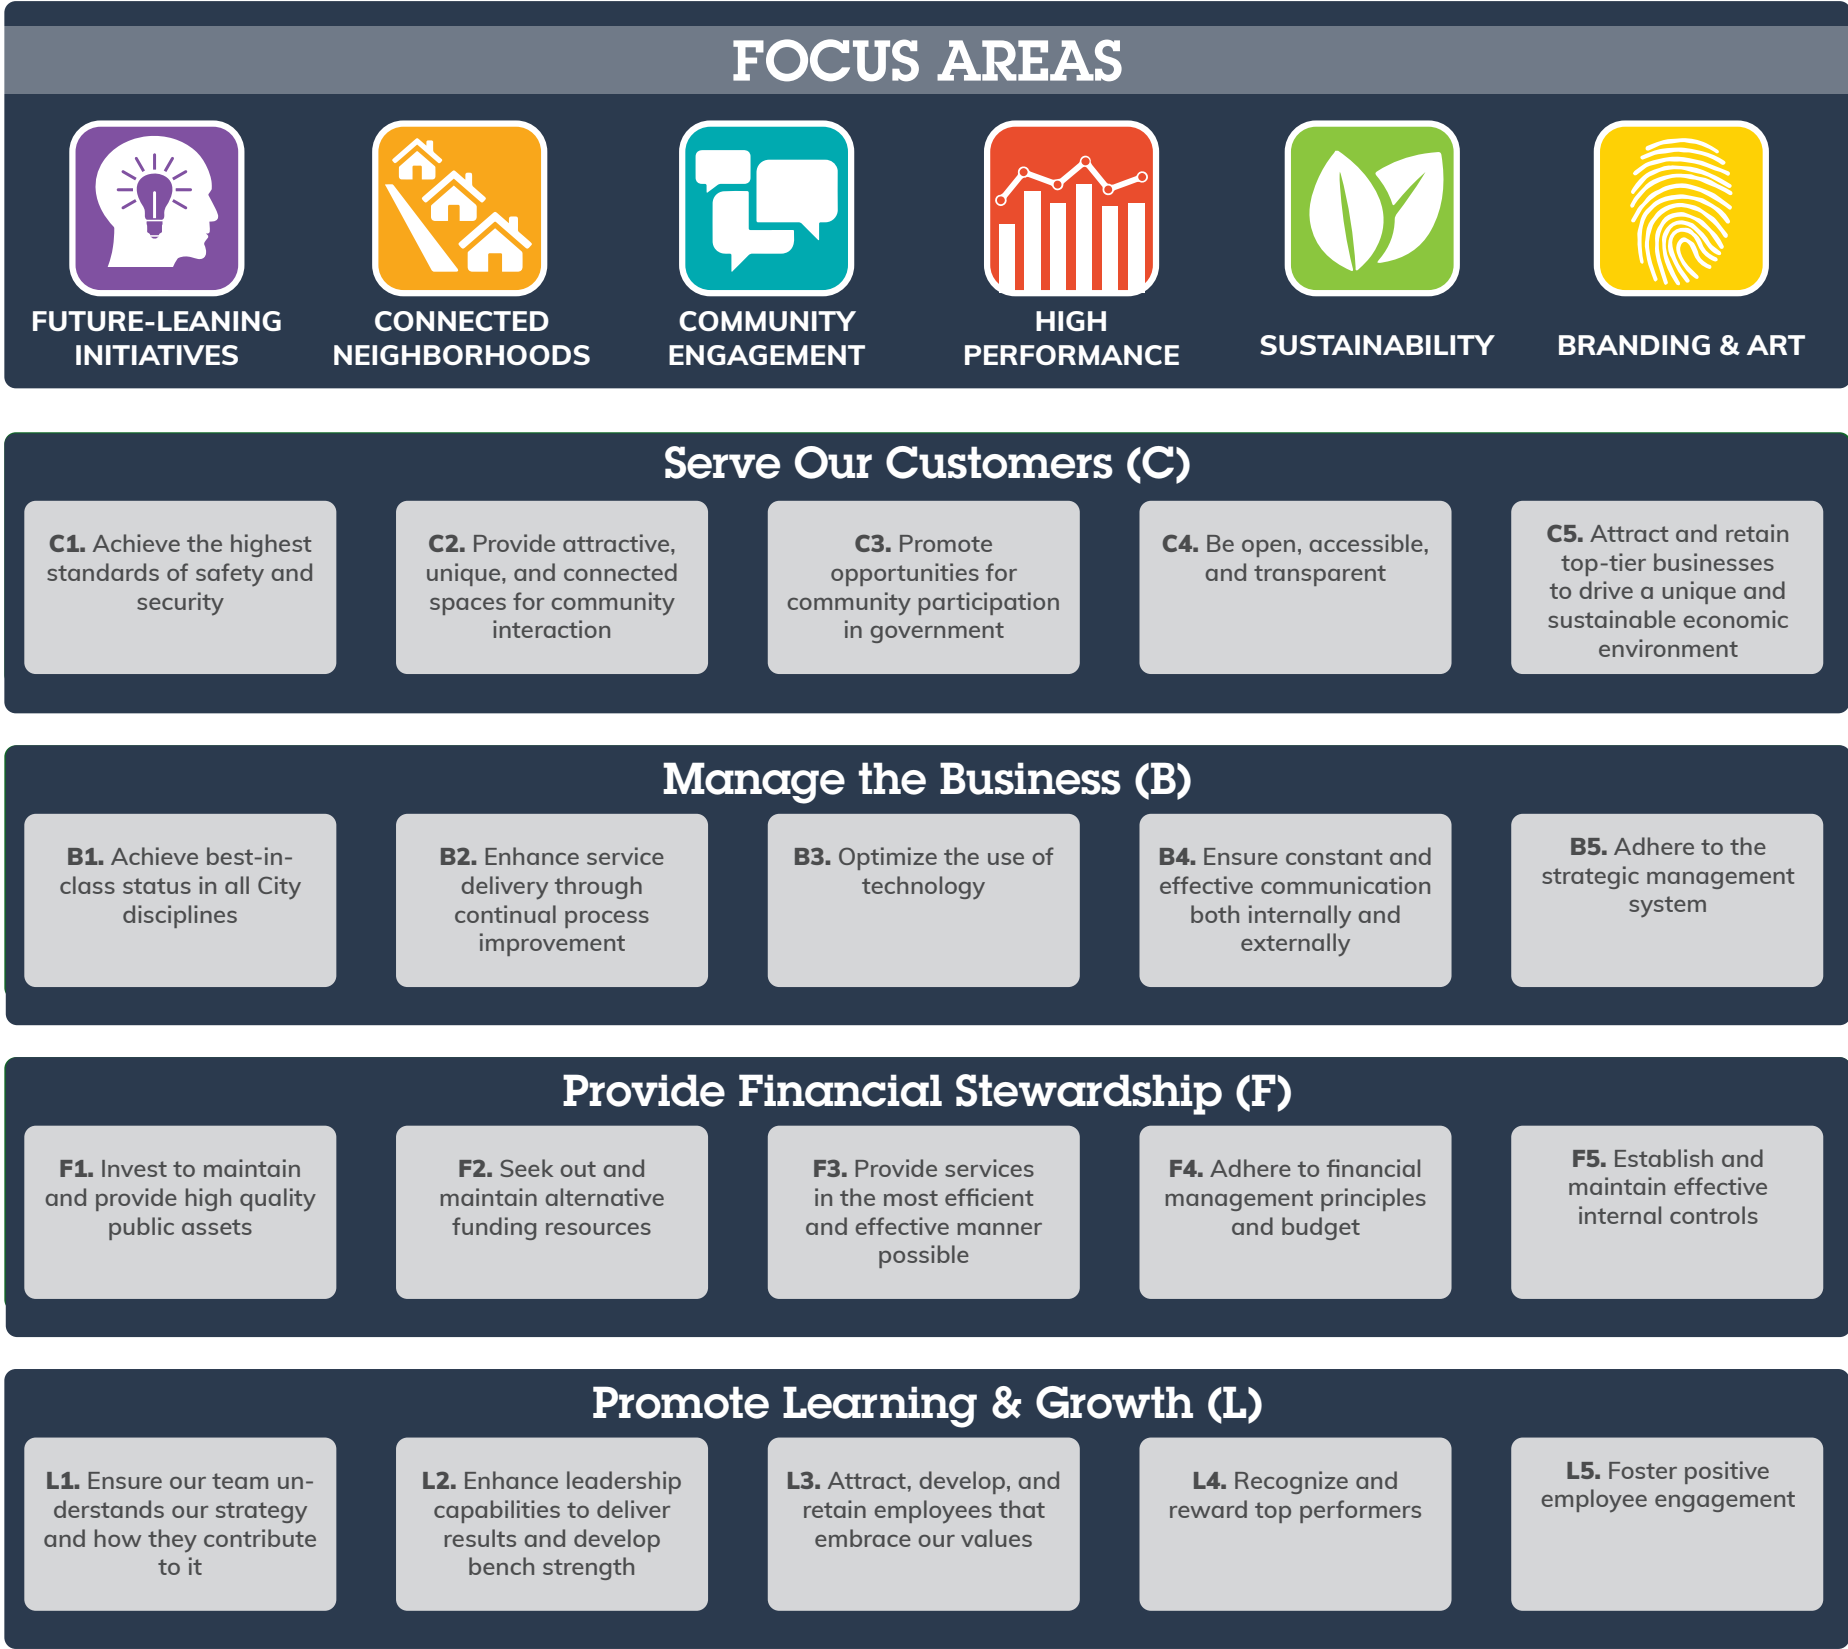 FOCUS AREAS
FUTURE-LEANING
INITIATIVES
CONNECTED
NEIGHBORHOODS
COMMUNITY
ENGAGEMENT
HIGH
PERFORMANCE
SUSTAINABILITY
BRANDING & ART
Serve Our Customers (C)
C1. Achieve the highest
standards of safety and
security
C2. Provide attractive,
unique, and connected
spaces for community
interaction
C3. Promote
opportunities for
community participation
in government
C4. Be open, accessible,
and transparent
C5. Attract and retain
top-tier businesses
to drive a unique and
sustainable economic
environment
Manage the Business (B)
B1. Achieve best-in-
class status in all City
disciplines
B2. Enhance service
delivery through
continual process
improvement
B3. Optimize the use of
technology
B4. Ensure constant and
effective communication
both internally and
externally
B5. Adhere to the
strategic management
system
Provide Financial Stewardship (F)
F1. Invest to maintain
and provide high quality
public assets
F2. Seek out and
maintain alternative
funding resources
F3. Provide services
in the most efficient
and effective manner
possible
F4. Adhere to financial
management principles
and budget
F5. Establish and
maintain effective
internal controls
Promote Learning & Growth (L)
L1. Ensure our team un-
derstands our strategy
and how they contribute
to it
L2. Enhance leadership
capabilities to deliver
results and develop
bench strength
L3. Attract, develop, and
retain employees that
embrace our values
L4. Recognize and
reward top performers
L5. Foster positive
employee engagement